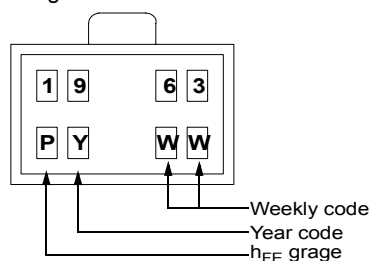 1 9 6 3
P Y W W
Weekly code
Year code
hFE grage